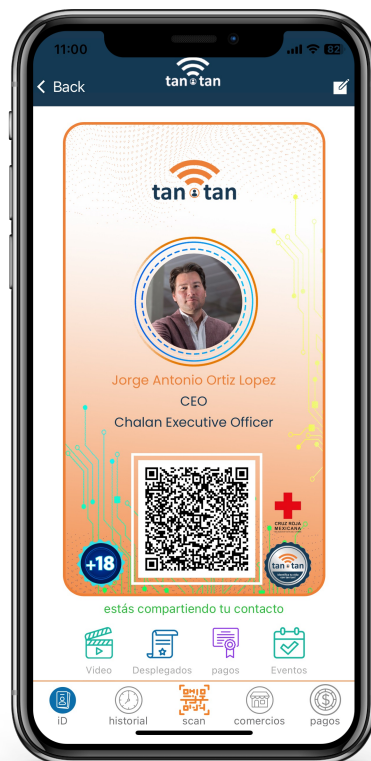 11:00
82
Back
tan tan
tan tan
Jorge Antonio Ortiz Lopez
CEO
Chalan Executive Officer
CRUZ ROJA
MEXICANA
+18
tan tan
estás compartiendo tu contacto
Video
Desplegados
pagos
Eventos
iD
historial
scan
comercios
pagos